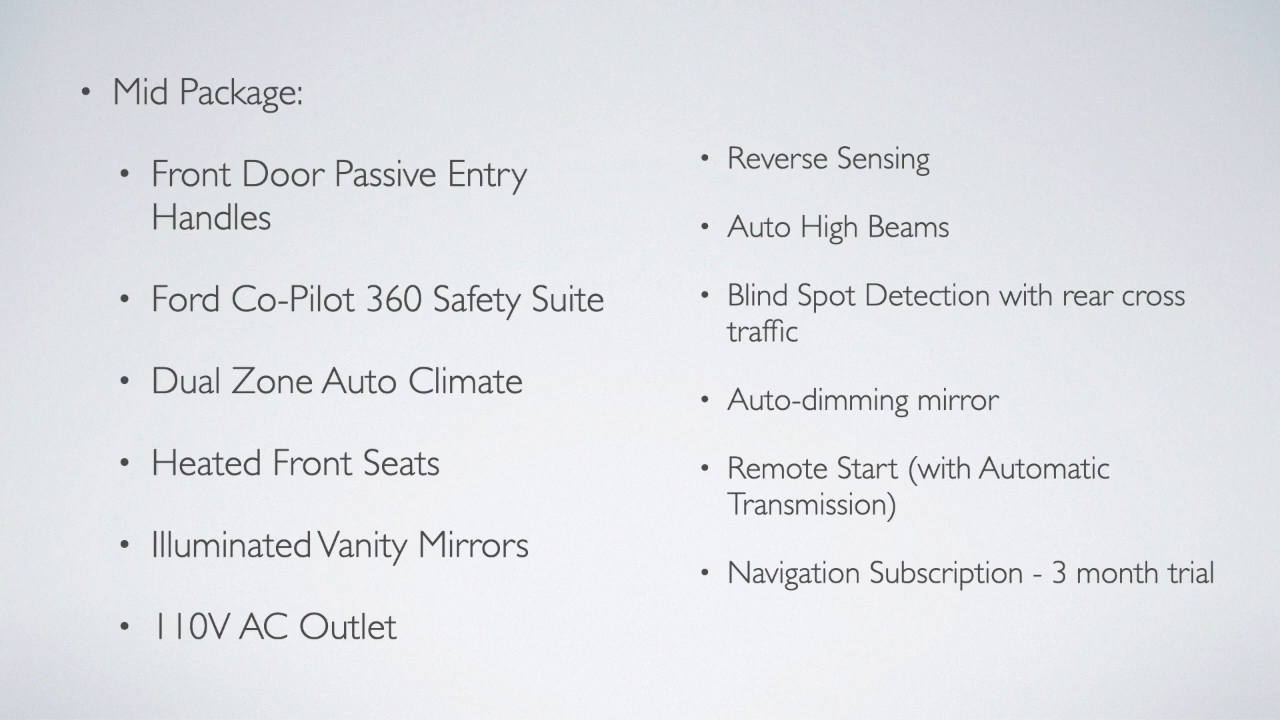 • Mid Package:
• Front Door Passive Entry
Handles
• Ford Co-Pilot 360 Safety Suite
• Dual Zone Auto Climate
• Heated Front Seats
• Illuminated Vanity Mirrors
• 110V AC Outlet
• Reverse Sensing
• Auto High Beams
• Blind Spot Detection with rear cross
traffic
• Auto-dimming mirror
• Remote Start (with Automatic
Transmission)
• Navigation Subscription - 3 month trial